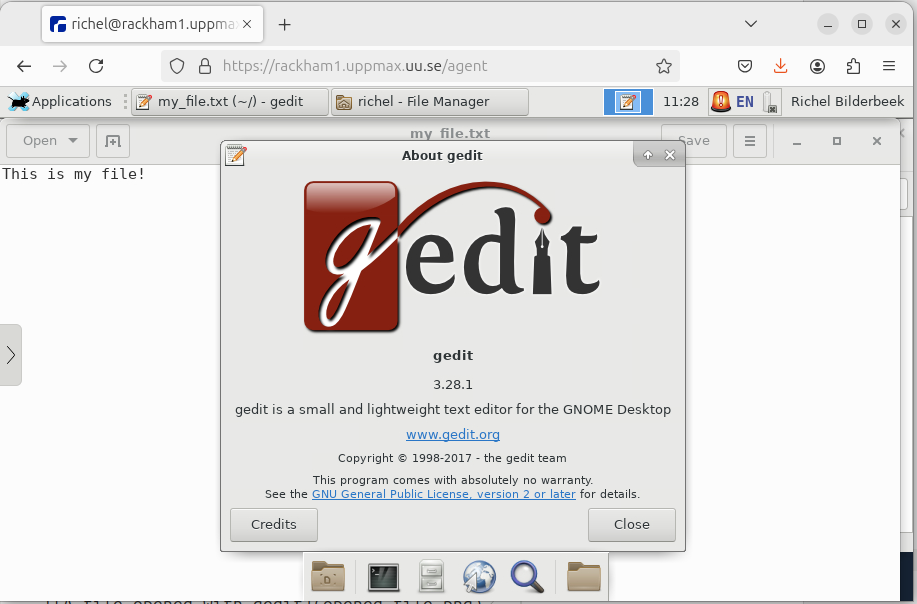 richel@rackham1.uppma
https://rackham1.uppmax.uu.se/agent
Applications
my_file.txt (~/) - gedit
richel - File Manager
11:28
EN
Richel Bilderbeek
Open
my_file.txt
Save
This is my file!
About gedit
gedit
gedit
3.28.1
gedit is a small and lightweight text editor for the GNOME Desktop
www.gedit.org
Copyright © 1998-2017 - the gedit team
This program comes with absolutely no warranty.
See the GNU General Public License, version 2 or later for details.
Credits
Close